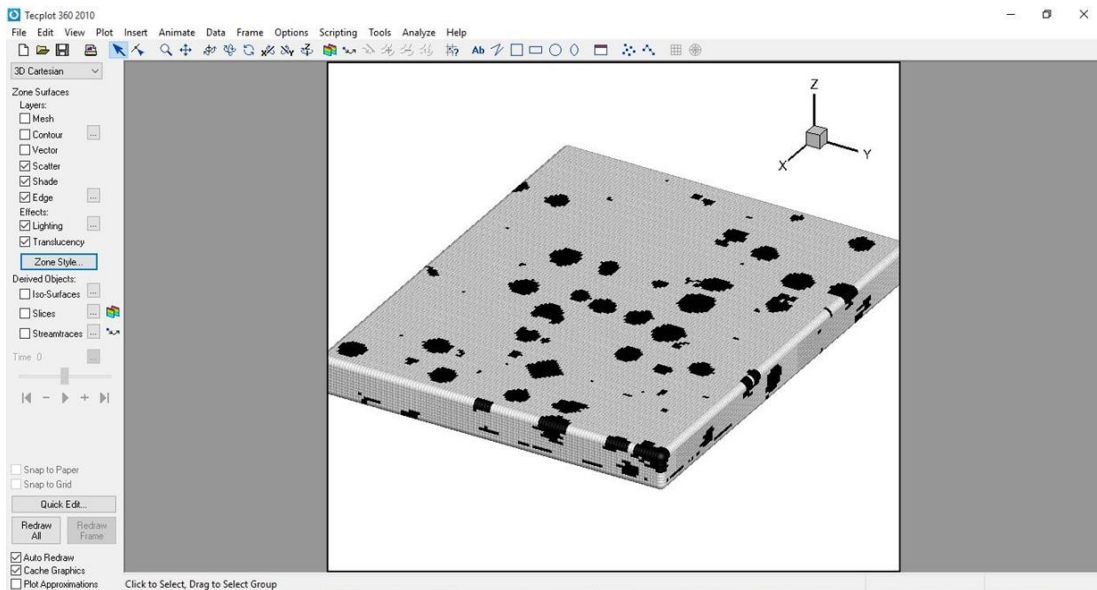 Tecplot 360 2010
File Edit View Plot Insert Animate Data Frame Options Scripting Tools Analyze Help
Ab
3D Cartesian
Zone Surfaces
Layers:
Mesh
Contour ...
Vector
Scatter
Shade
Edge ...
Effects:
Lighting ...
Translucency
Zone Style...
Derived Objects:
Iso-Surfaces ...
Slices ...
Streamtraces ...
Time 0 ...
Snap to Paper
Snap to Grid
Quick Edit...
Redraw All
Redraw Frame
Auto Redraw
Cache Graphics
Plot Approximations
Click to Select, Drag to Select Group
Z
X
Y